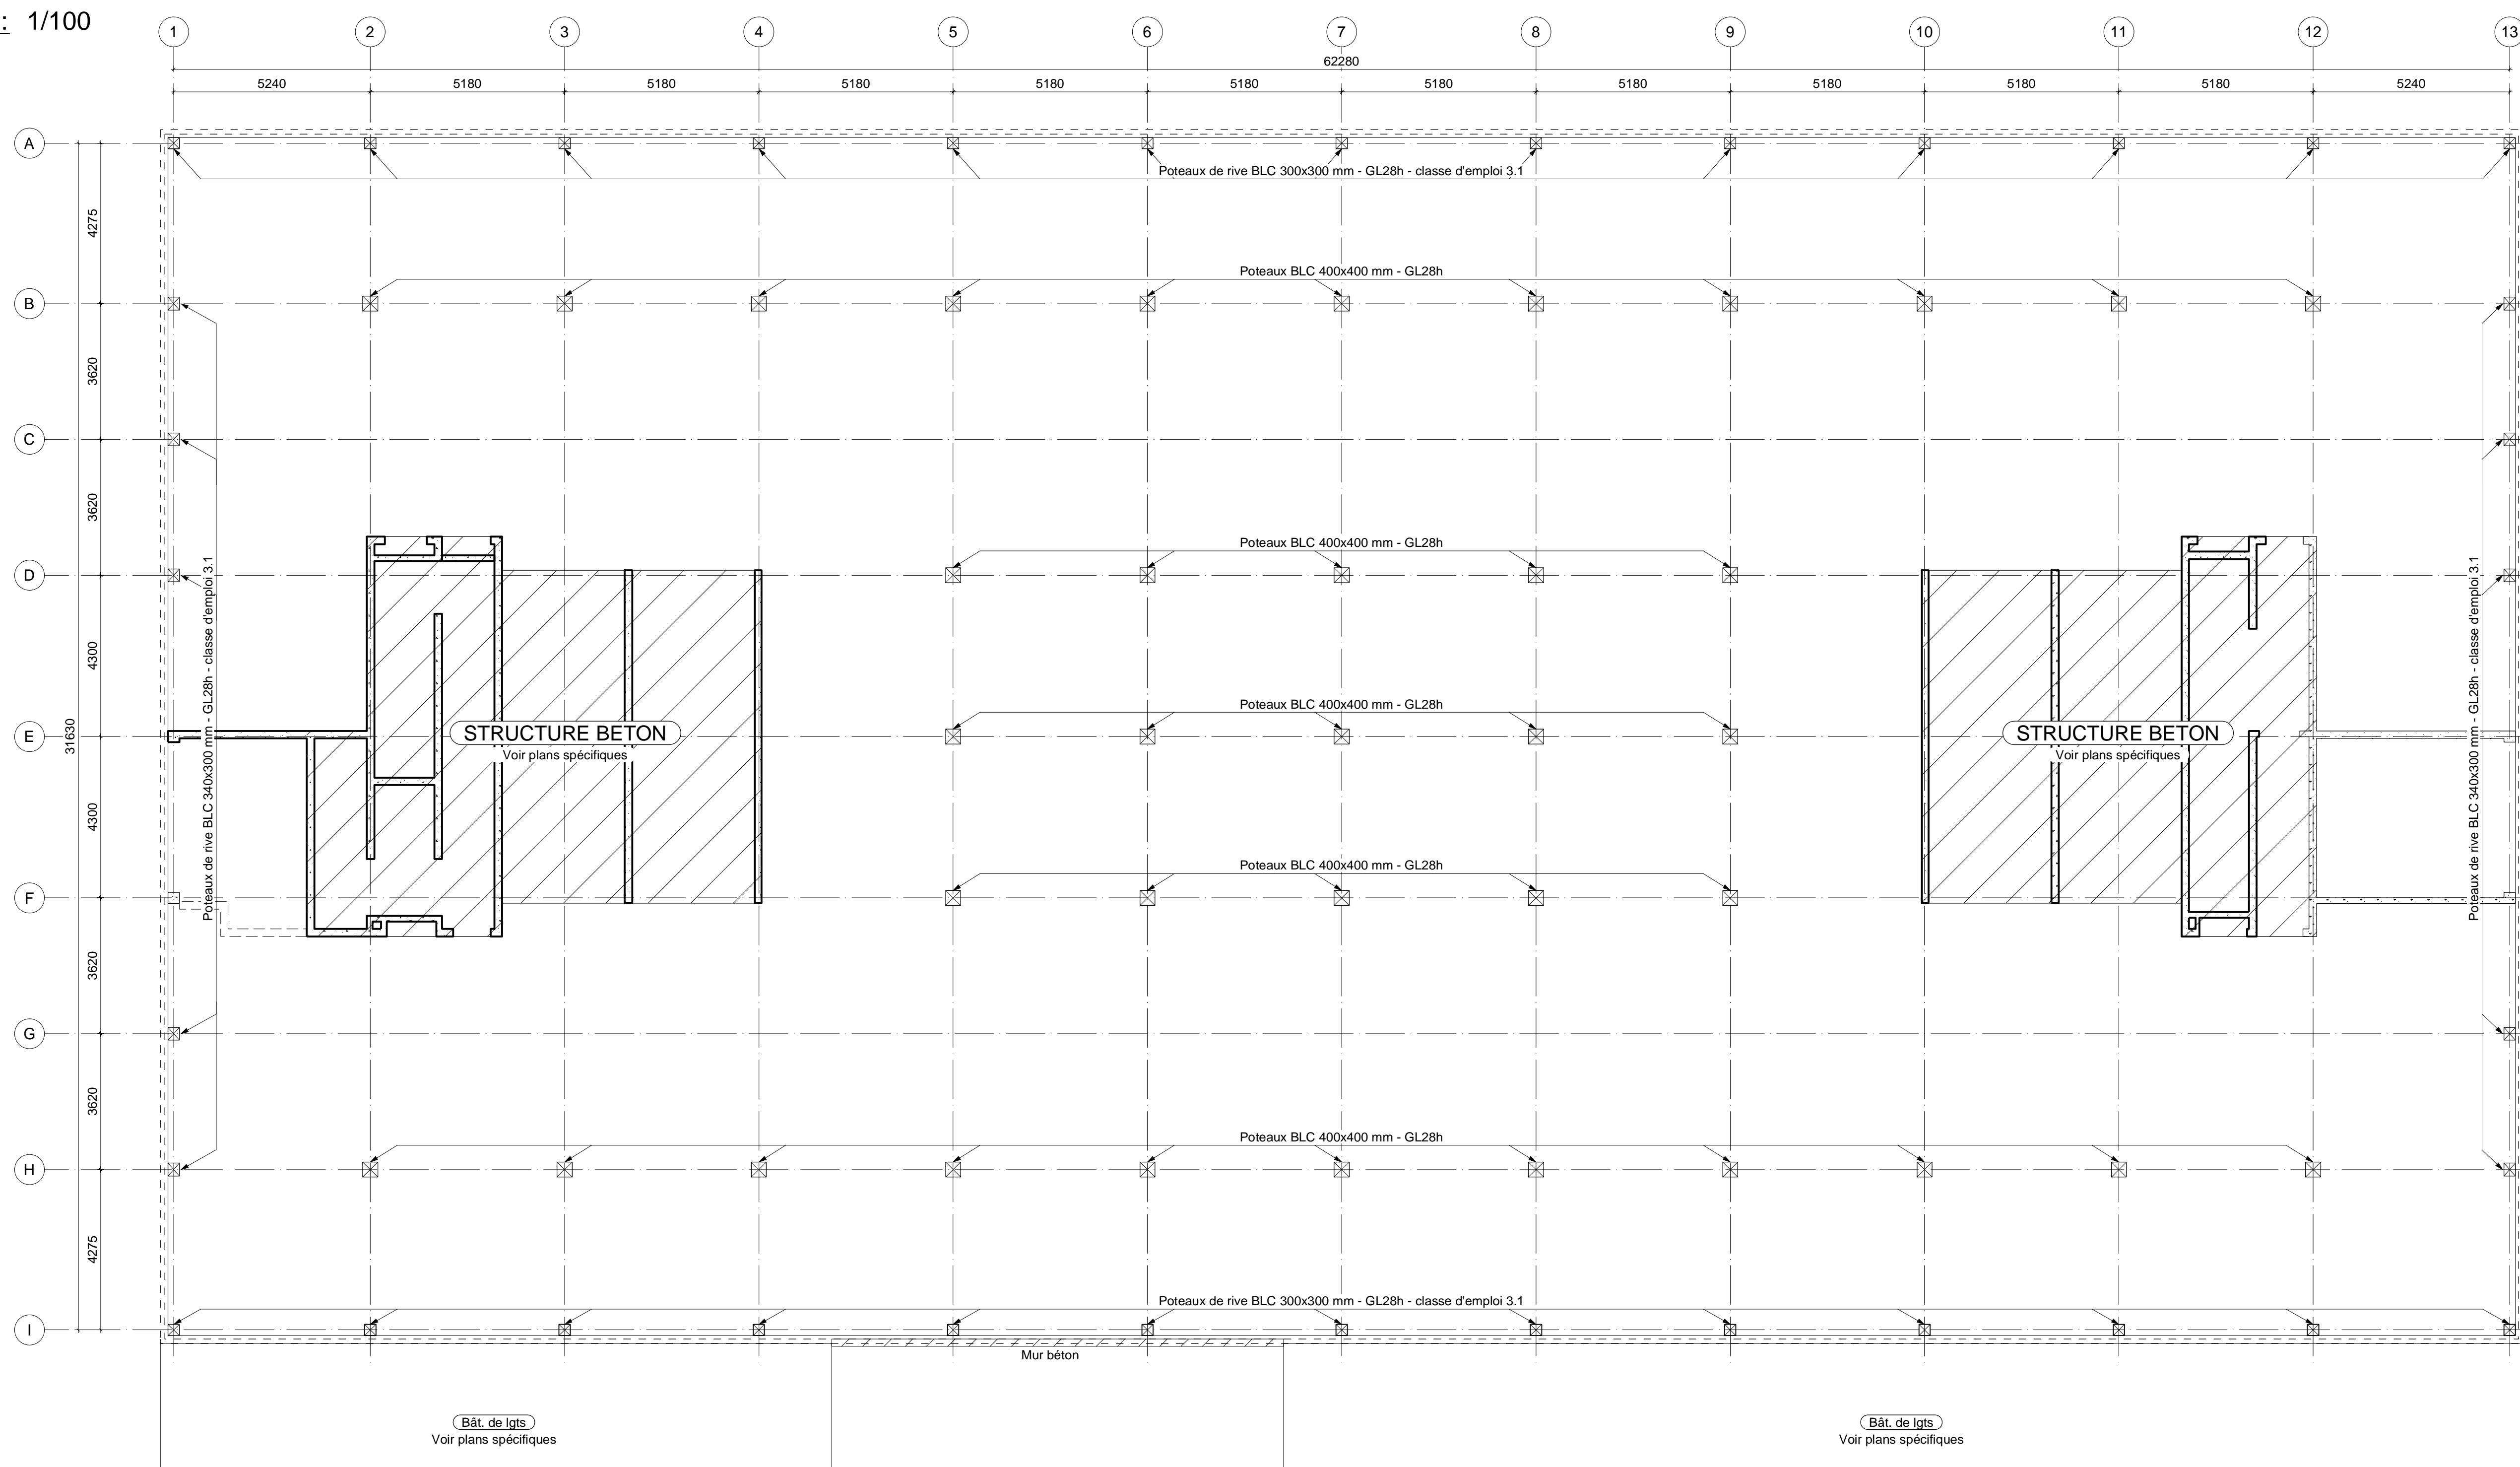 : 1/100
1 2 3 4 5 6 7 8 9 10 11 12 13
62280
5240 5180 5180 5180 5180 5180 5180 5180 5180 5180 5180 5240
A
Poteaux de rive BLC 300x300 mm - GL28h - classe d'emploi 3.1
4275
Poteaux BLC 400x400 mm - GL28h
B
3620
C
3620
Poteaux BLC 400x400 mm - GL28h
D
Poteaux de rive BLC 340x300 mm - GL28h - classe d'emploi 3.1
Poteaux de rive BLC 340x300 mm - GL28h - classe d'emploi 3.1
4300
Poteaux BLC 400x400 mm - GL28h
E
31630
STRUCTURE BETON
Voir plans spécifiques
STRUCTURE BETON
Voir plans spécifiques
4300
Poteaux BLC 400x400 mm - GL28h
F
3620
G
3620
Poteaux BLC 400x400 mm - GL28h
H
4275
Poteaux de rive BLC 300x300 mm - GL28h - classe d'emploi 3.1
I
Mur béton
Bât. de lgts
Voir plans spécifiques
Bât. de lgts
Voir plans spécifiques